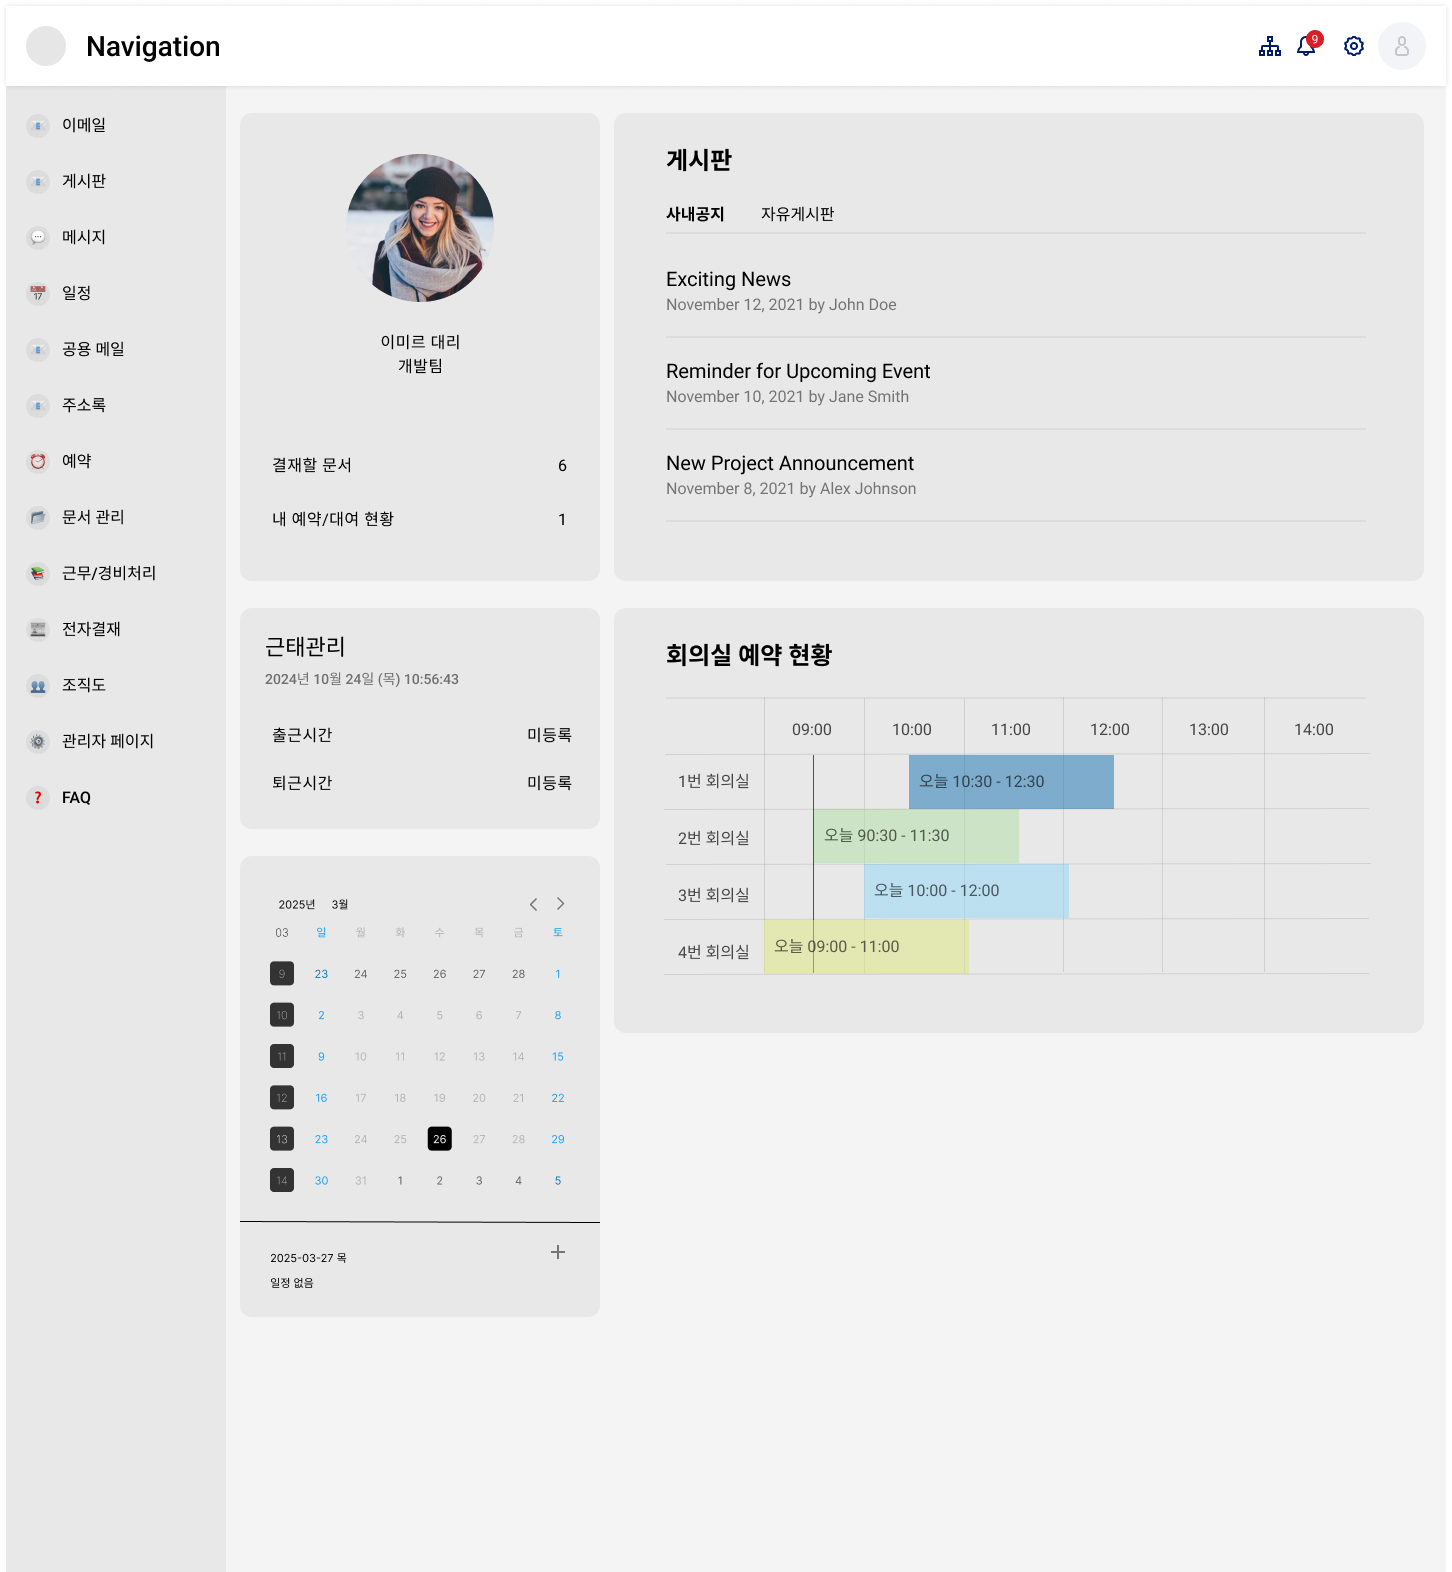 Navigation
9
이메일
게시판
메시지
일정
공용 메일
주소록
예약
문서 관리
근무/경비처리
전자결재
조직도
관리자 페이지
FAQ
이미르 대리
개발팀
결재할 문서 6
내 예약/대여 현황 1
게시판
사내공지 자유게시판
Exciting News
November 12, 2021 by John Doe
Reminder for Upcoming Event
November 10, 2021 by Jane Smith
New Project Announcement
November 8, 2021 by Alex Johnson
근태관리
2024년 10월 24일 (목) 10:56:43
출근시간 미등록
퇴근시간 미등록
회의실 예약 현황
09:00 10:00 11:00 12:00 13:00 14:00
1번 회의실 오늘 10:30 - 12:30
2번 회의실 오늘 90:30 - 11:30
3번 회의실 오늘 10:00 - 12:00
4번 회의실 오늘 09:00 - 11:00
2025년 3월
03 일 월 화 수 목 금 토
9 23 24 25 26 27 28 1
10 2 3 4 5 6 7 8
11 9 10 11 12 13 14 15
12 16 17 18 19 20 21 22
13 23 24 25 26 27 28 29
14 30 31 1 2 3 4 5
2025-03-27 목
일정 없음